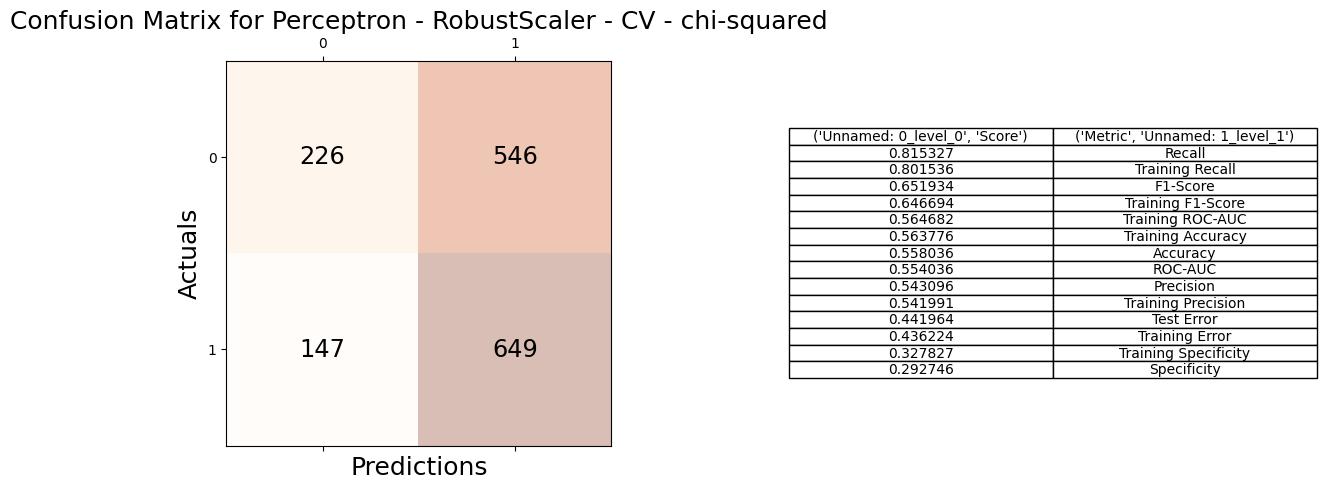 Confusion Matrix for Perceptron - RobustScaler - CV - chi-squared
0 1
0 226 546
1 147 649
Actuals
Predictions
('Unnamed: 0_level_0', 'Score') ('Metric', 'Unnamed: 1_level_1')
0.815327 Recall
0.801536 Training Recall
0.651934 F1-Score
0.646694 Training F1-Score
0.564682 Training ROC-AUC
0.563776 Training Accuracy
0.558036 Accuracy
0.554036 ROC-AUC
0.543096 Precision
0.541991 Training Precision
0.441964 Test Error
0.436224 Training Error
0.327827 Training Specificity
0.292746 Specificity